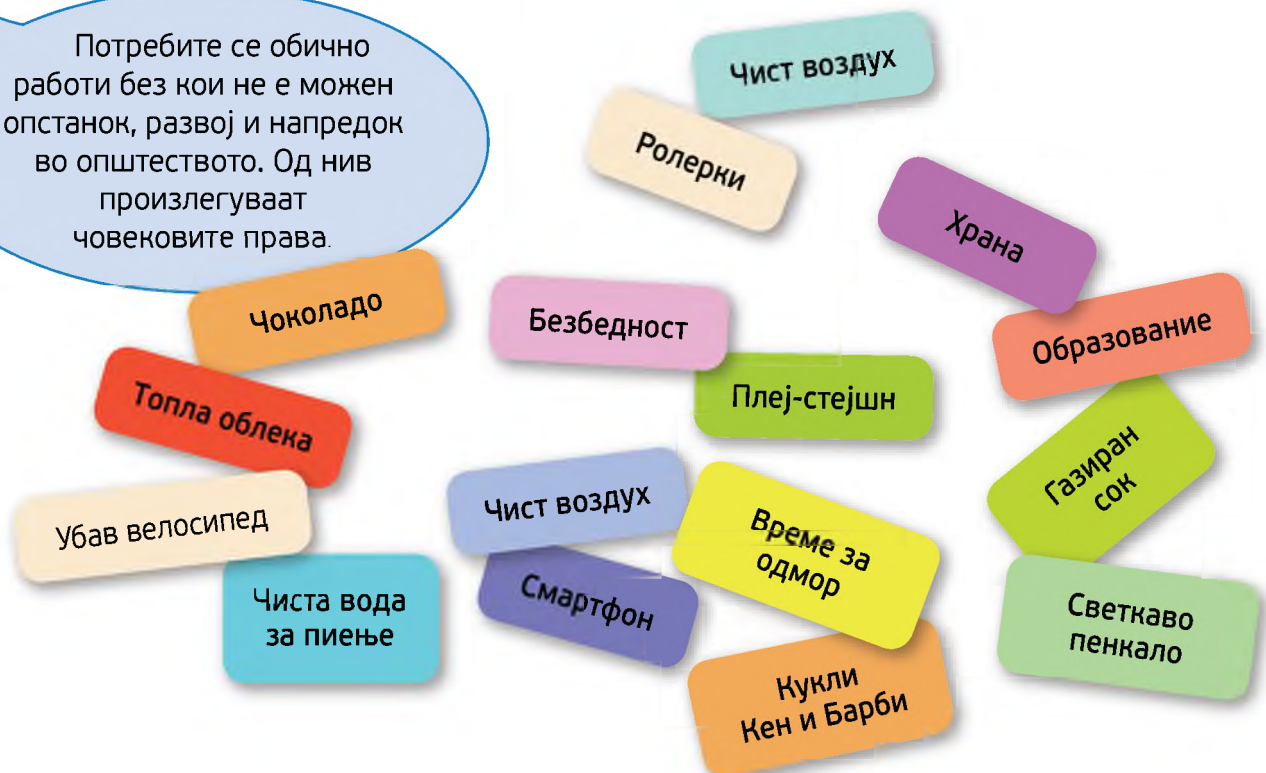 Потребите се обично
работи без кои не е можен
опстанок, развој и напредок
во општеството. Од нив
произлегуваат
човековите права.
Чист воздух
Ролерки
Храна
Чоколадо
Безбедност
Образование
Топла облека
Плеј-стејшн
Газиран
сок
Убав велосипед
Чист воздух
Време за
одмор
Чиста вода
за пиење
Смартфон
Светкаво
пенкало
Кукли
Кен и Барби